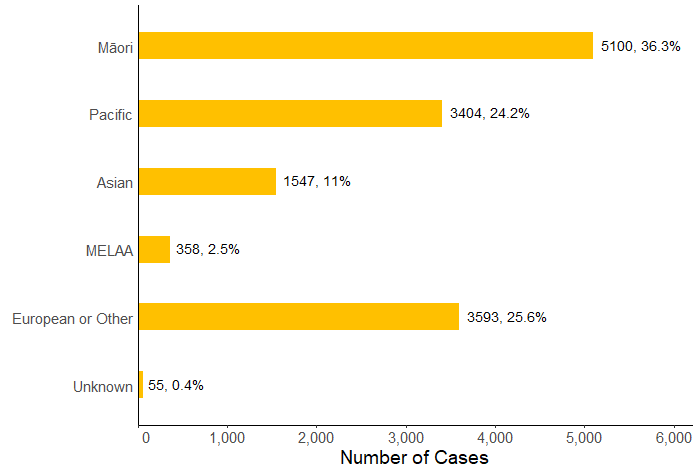 Māori 5100, 36.3%
Pacific 3404, 24.2%
Asian 1547, 11%
MELAA 358, 2.5%
European or Other 3593, 25.6%
Unknown 55, 0.4%
0 1,000 2,000 3,000 4,000 5,000 6,000
Number of Cases